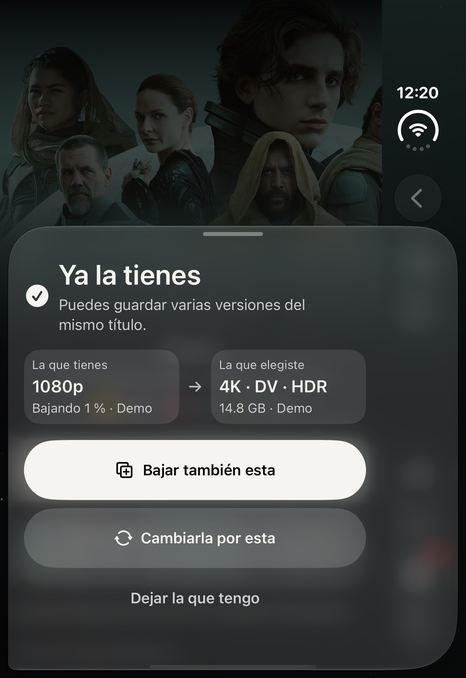 12:20
Ya la tienes
Puedes guardar varias versiones del
mismo título.
La que tienes
1080p
Bajando 1 % · Demo
La que elegiste
4K · DV · HDR
14.8 GB · Demo
Bajar también esta
Cambiarla por esta
Dejar la que tengo